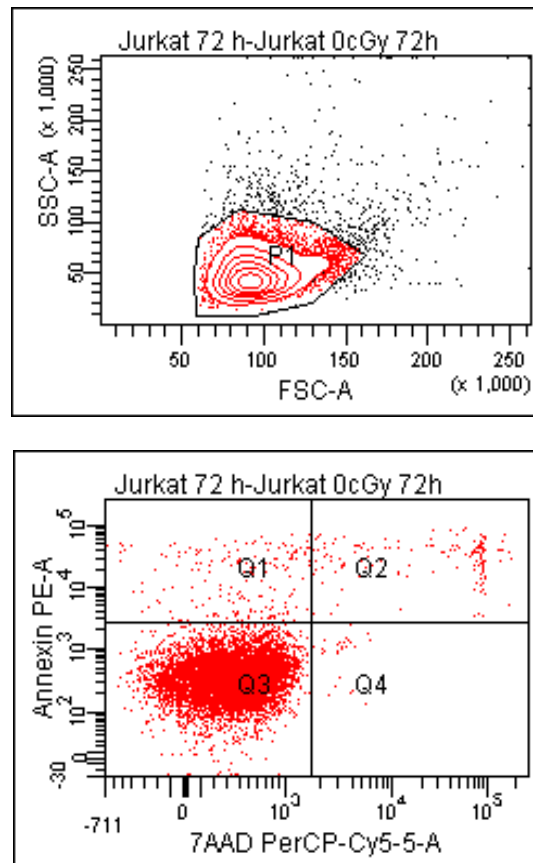 Jurkat 72 h-Jurkat 0cGy 72h
SSC-A (x 1,000)
250
200
150
100
50
P1
50 100 150 200 250
FSC-A (x 1,000)
Jurkat 72 h-Jurkat 0cGy 72h
Annexin PE-A
10^5
10^4
10^3
10^2
0
-30
Q1 Q2
Q3 Q4
-711 0 10^3 10^4 10^5
7AAD PerCP-Cy5-5-A